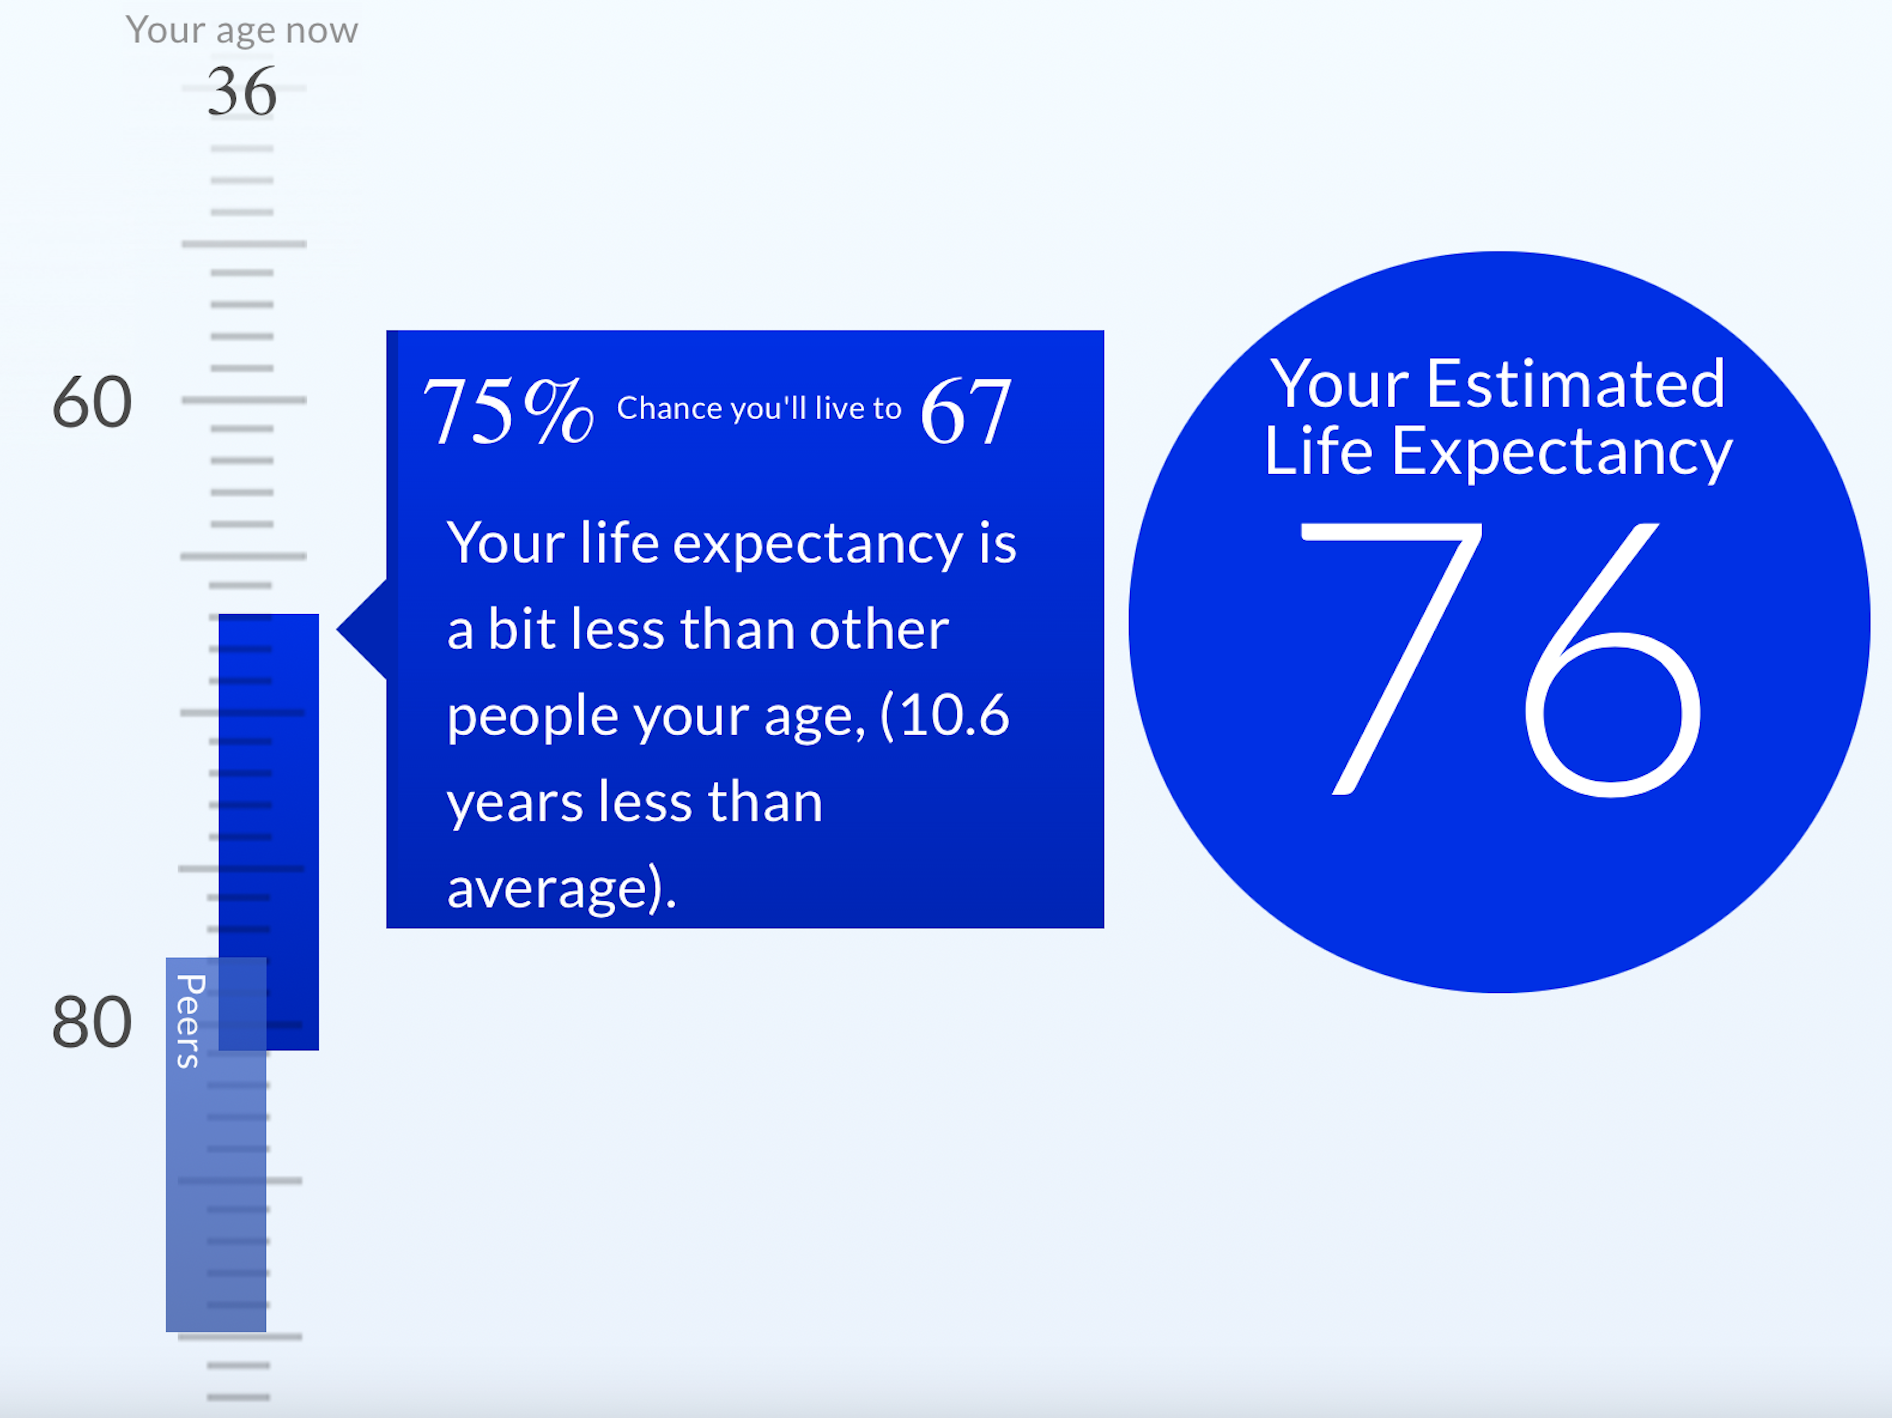 Your age now
36
60
75% Chance you'll live to 67
Your life expectancy is
a bit less than other
people your age, (10.6
years less than
average).
Your Estimated
Life Expectancy
76
Peers
80